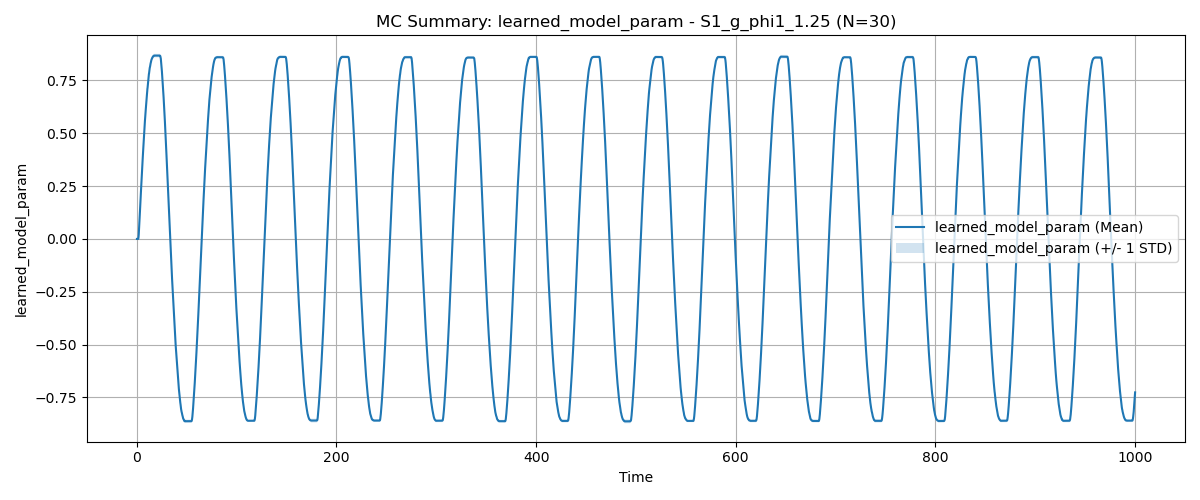 MC Summary: learned_model_param - S1_g_phi1_1.25 (N=30)
learned_model_param
0.75
0.50
0.25
0.00
−0.25
−0.50
−0.75
learned_model_param (Mean)
learned_model_param (+/- 1 STD)
0
200
400
600
800
1000
Time